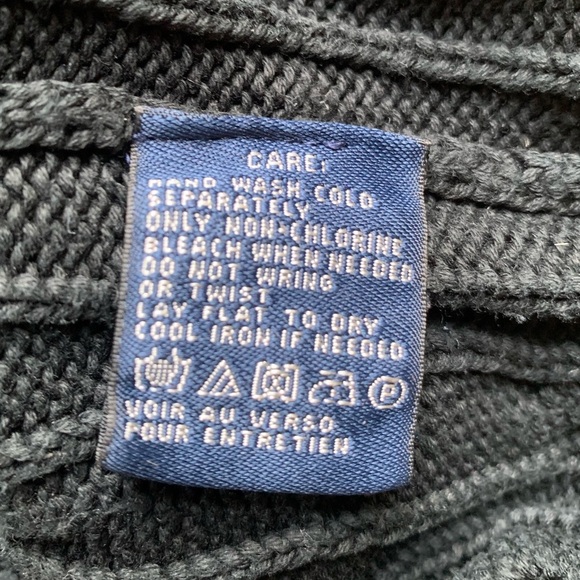 CARE:
HAND WASH COLD
SEPARATELY
ONLY NON-CHLORINE
BLEACH WHEN NEEDED
DO NOT WRING
OR TWIST
LAY FLAT TO DRY
COOL IRON IF NEEDED
P
VOIR AU VERSO
POUR ENTRETIEN